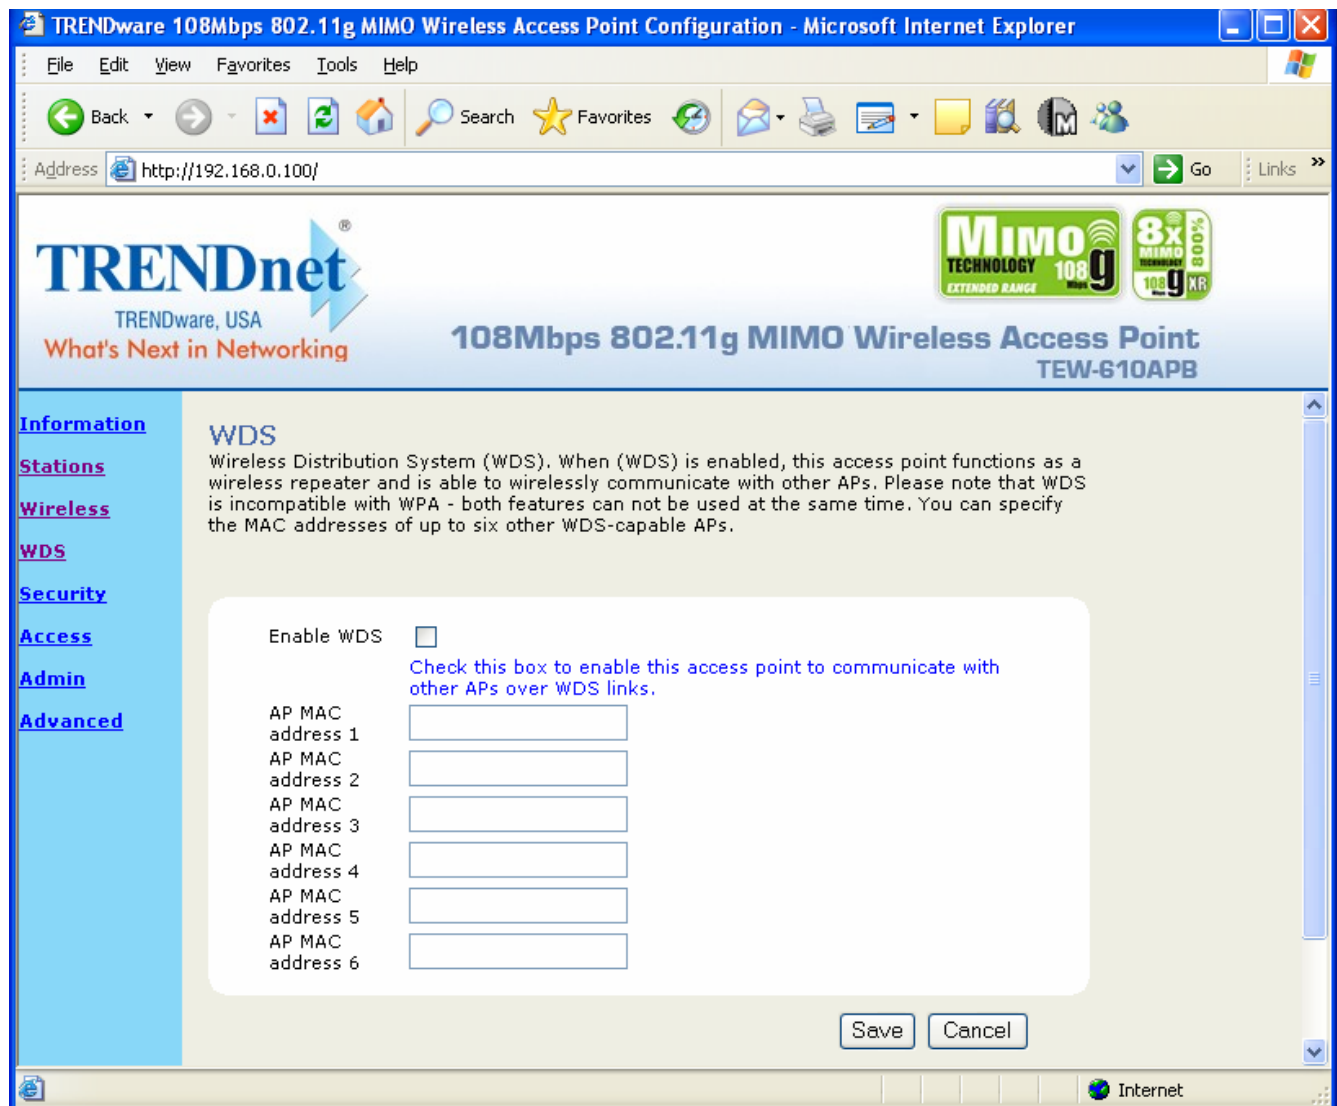 TRENDware 108Mbps 802.11g MIMO Wireless Access Point Configuration - Microsoft Internet Explorer
File Edit View Favorites Tools Help
Back Search Favorites
Address http://192.168.0.100/ Go Links »
TRENDnet ®
TRENDware, USA
What's Next in Networking
MIMO
TECHNOLOGY 108 Mbps g
EXTENDED RANGE
8x 800%
MIMO
TECHNOLOGY
108 Mbps g XR
108Mbps 802.11g MIMO Wireless Access Point
TEW-610APB
Information
Stations
Wireless
WDS
Security
Access
Admin
Advanced
WDS
Wireless Distribution System (WDS). When (WDS) is enabled, this access point functions as a
wireless repeater and is able to wirelessly communicate with other APs. Please note that WDS
is incompatible with WPA - both features can not be used at the same time. You can specify
the MAC addresses of up to six other WDS-capable APs.
Enable WDS
Check this box to enable this access point to communicate with
other APs over WDS links.
AP MAC
address 1
AP MAC
address 2
AP MAC
address 3
AP MAC
address 4
AP MAC
address 5
AP MAC
address 6
Save Cancel
Internet